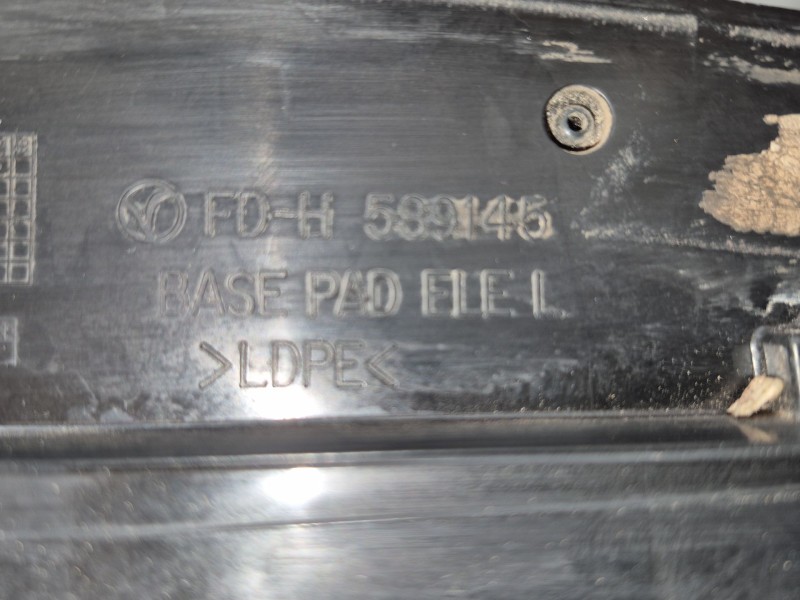 FD-H 589145
BASE PAD ELE L
>LDPE<